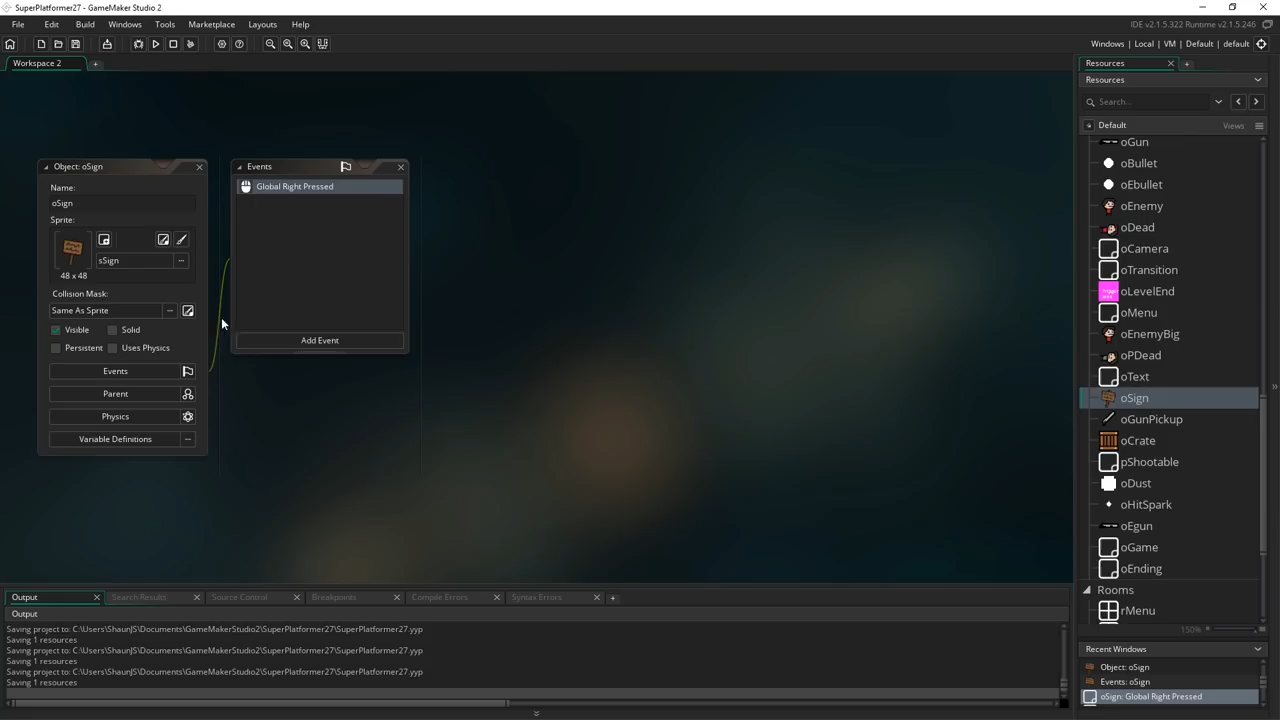 SuperPlatformer27 - GameMaker Studio 2
File Edit Build Windows Tools Marketplace Layouts Help
IDE v2.1.5.322 Runtime v2.1.5.246
Windows | Local | VM | Default | default
Workspace 2
Object: oSign
Name:
oSign
Sprite:
sSign
48 x 48
Collision Mask:
Same As Sprite
Visible Solid
Persistent Uses Physics
Events
Parent
Physics
Variable Definitions
Events
Global Right Pressed
Add Event
Resources
Resources
Search...
Default Views
oGun
oBullet
oEbullet
oEnemy
oDead
oCamera
oTransition
oLevelEnd
oMenu
oEnemyBig
oPDead
oText
oSign
oGunPickup
oCrate
pShootable
oDust
oHitSpark
oEgun
oGame
oEnding
Rooms
rMenu
150%
Recent Windows
Object: oSign
Events: oSign
oSign: Global Right Pressed
Output Search Results Source Control Breakpoints Compile Errors Syntax Errors
Output
Saving project to: C:\Users\ShaunJS\Documents\GameMakerStudio2\SuperPlatformer27\SuperPlatformer27.yyp
Saving 1 resources
Saving project to: C:\Users\ShaunJS\Documents\GameMakerStudio2\SuperPlatformer27\SuperPlatformer27.yyp
Saving 1 resources
Saving project to: C:\Users\ShaunJS\Documents\GameMakerStudio2\SuperPlatformer27\SuperPlatformer27.yyp
Saving 1 resources